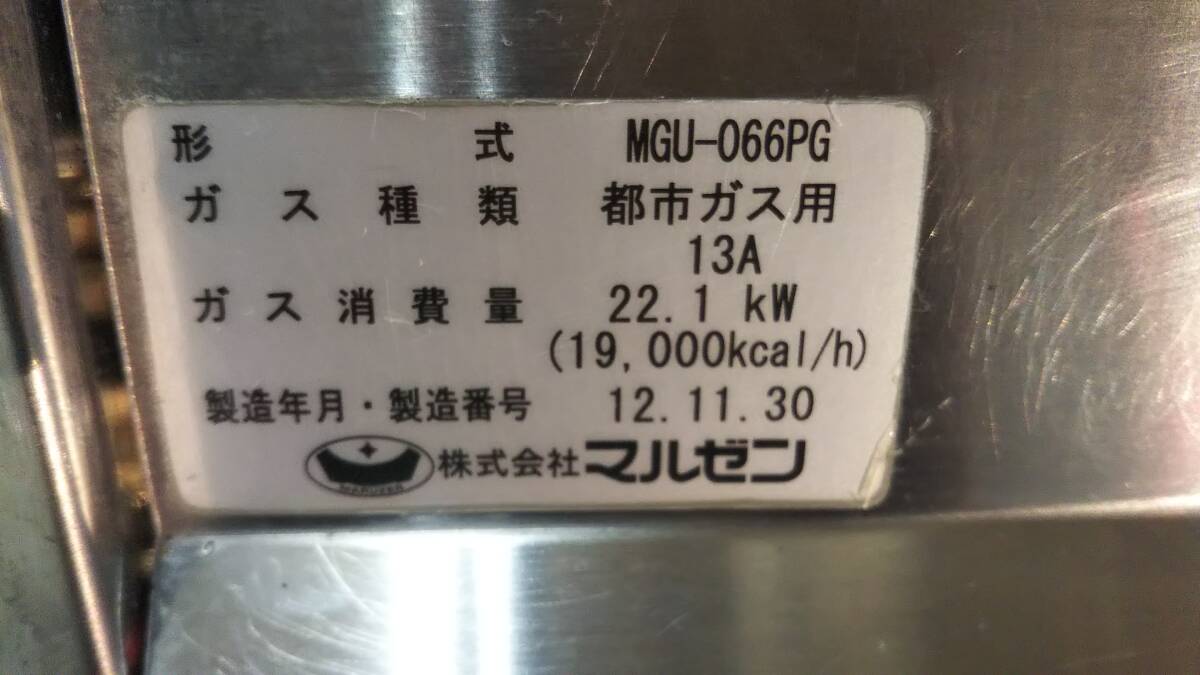 形式 MGU-066PG
ガス種類 都市ガス用
13A
ガス消費量 22.1 kW
(19,000kcal/h)
製造年月・製造番号 12.11.30
MARUZEN 株式会社マルゼン